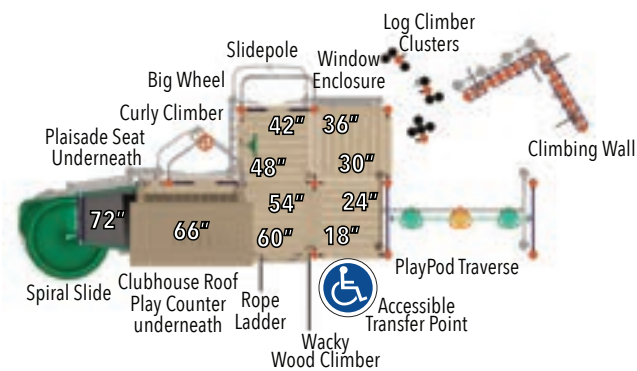 Log Climber
Clusters
Slidepole
Window
Enclosure
Big Wheel
Curly Climber
Plaisade Seat
Underneath
Climbing Wall
42"
36"
48"
30"
72"
66"
54"
24"
60"
18"
PlayPod Traverse
Spiral Slide
Clubhouse Roof
Play Counter
underneath
Rope
Ladder
Accessible
Transfer Point
Wacky
Wood Climber